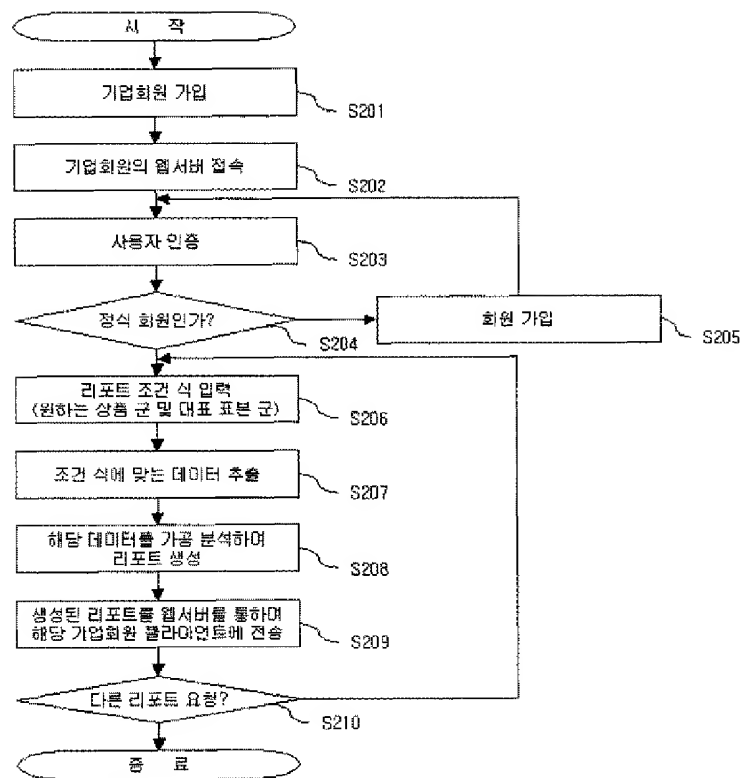 시 작
기업회원 가입
S201
기업회원의 웹서버 접속
S202
사용자 인증
S203
정식 회원인가?
S204
회원 가입
S205
리포트 조건 식 입력
(원하는 상품 군 및 대표 표본 군)
S206
조건 식에 맞는 데이터 추출
S207
해당 데이터를 가공 분석하여
리포트 생성
S208
생성된 리포트를 웹서버를 통하여
해당 기업회원 클라이언트에 전송
S209
다른 리포트 요청?
S210
종 료